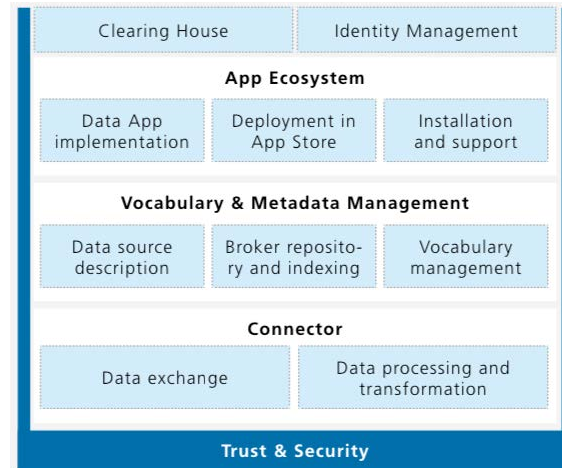 Clearing House
Identity Management
App Ecosystem
Data App
implementation
Deployment in
App Store
Installation
and support
Vocabulary & Metadata Management
Data source
description
Broker reposito-
ry and indexing
Vocabulary
management
Connector
Data exchange
Data processing and
transformation
Trust & Security